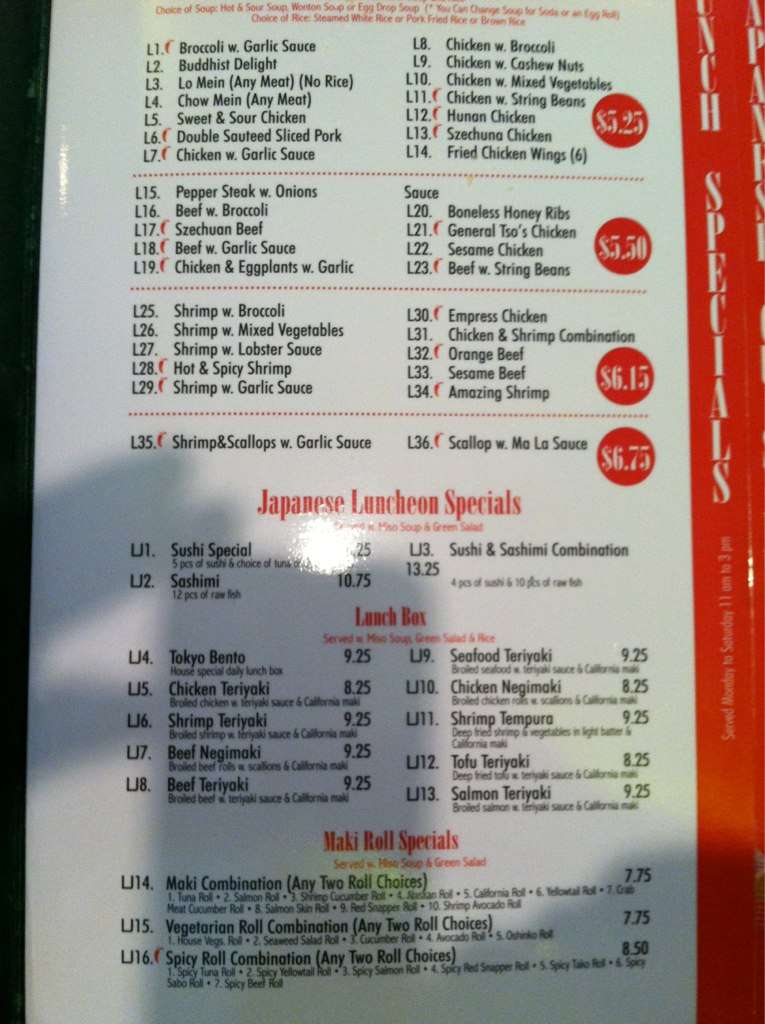 Choice of Soup: Hot & Sour Soup, Wonton Soup or Egg Drop Soup (* You Can Change Soup for Soda or an Egg Roll)
Choice of Rice: Steamed White Rice or Pork Fried Rice or Brown Rice
L1. Broccoli w. Garlic Sauce
L2. Buddhist Delight
L3. Lo Mein (Any Meat) (No Rice)
L4. Chow Mein (Any Meat)
L5. Sweet & Sour Chicken
L6. Double Sauteed Sliced Pork
L7. Chicken w. Garlic Sauce
L8. Chicken w. Broccoli
L9. Chicken w. Cashew Nuts
L10. Chicken w. Mixed Vegetables
L11. Chicken w. String Beans
L12. Hunan Chicken
L13. Szechuna Chicken
L14. Fried Chicken Wings (6)
$5.25
L15. Pepper Steak w. Onions
L16. Beef w. Broccoli
L17. Szechuan Beef
L18. Beef w. Garlic Sauce
L19. Chicken & Eggplants w. Garlic
Sauce
L20. Boneless Honey Ribs
L21. General Tso's Chicken
L22. Sesame Chicken
L23. Beef w. String Beans
$5.50
L25. Shrimp w. Broccoli
L26. Shrimp w. Mixed Vegetables
L27. Shrimp w. Lobster Sauce
L28. Hot & Spicy Shrimp
L29. Shrimp w. Garlic Sauce
L30. Empress Chicken
L31. Chicken & Shrimp Combination
L32. Orange Beef
L33. Sesame Beef
L34. Amazing Shrimp
$6.15
L35. Shrimp&Scallops w. Garlic Sauce
L36. Scallop w. Ma La Sauce
$6.75
Japanese Luncheon Specials
Served w. Miso Soup & Green Salad
LJ1. Sushi Special .25
5 pcs of sushi & choice of tuna
LJ2. Sashimi 10.75
12 pcs of raw fish
LJ3. Sushi & Sashimi Combination
13.25
4 pcs of sushi & 10 pcs of raw fish
Lunch Box
Served w. Miso Soup, Green Salad & Rice
LJ4. Tokyo Bento 9.25
House special daily lunch box
LJ5. Chicken Teriyaki 8.25
Broiled chicken w. teriyaki sauce & California maki
LJ6. Shrimp Teriyaki 9.25
Broiled shrimp w. teriyaki sauce & California maki
LJ7. Beef Negimaki 9.25
Broiled beef rolls w. scallions & California maki
LJ8. Beef Teriyaki 9.25
Broiled beef w. teriyaki sauce & California maki
LJ9. Seafood Teriyaki 9.25
Broiled seafood w. teriyaki sauce & California maki
LJ10. Chicken Negimaki 8.25
Broiled chicken rolls w. scallions & California maki
LJ11. Shrimp Tempura 9.25
Deep fried shrimp & vegetables in light batter &
California maki
LJ12. Tofu Teriyaki 8.25
Deep fried tofu w. teriyaki sauce & California maki
LJ13. Salmon Teriyaki 9.25
Broiled salmon w. teriyaki sauce & California maki
Maki Roll Specials
Served w. Miso Soup & Green Salad
LJ14. Maki Combination (Any Two Roll Choices) 7.75
1. Tuna Roll • 2. Salmon Roll • 3. Shrimp Cucumber Roll • 4. Alaskan Roll • 5. California Roll • 6. Yellowtail Roll • 7. Crab
Meat Cucumber Roll • 8. Salmon Skin Roll • 9. Red Snapper Roll • 10. Shrimp Avocado Roll
LJ15. Vegetarian Roll Combination (Any Two Roll Choices) 7.75
1. House Vege. Roll • 2. Seaweed Salad Roll • 3. Cucumber Roll • 4. Avocado Roll • 5. Oshinko Roll
LJ16. Spicy Roll Combination (Any Two Roll Choices) 8.50
1. Spicy Tuna Roll • 2. Spicy Yellowtail Roll • 3. Spicy Salmon Roll • 4. Spicy Red Snapper Roll • 5. Spicy Tako Roll • 6. Spicy
Sabo Roll • 7. Spicy Beef Roll
UNCH SPECIALS
Served Monday to Saturday 11 am to 3 pm